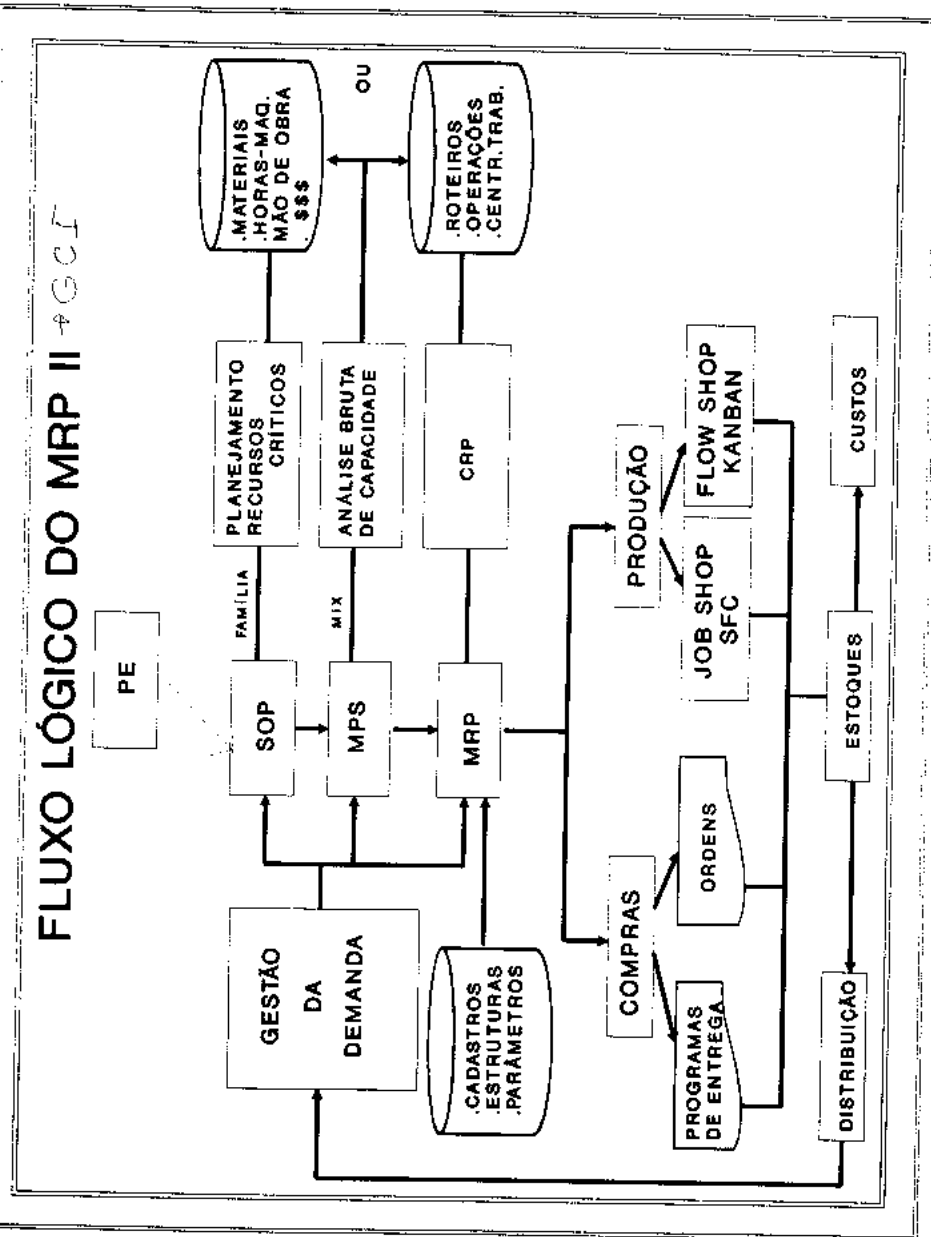 FLUXO LÓGICO DO MRP II → GCI
PE
SOP
FAMÍLIA
PLANEJAMENTO
RECURSOS
CRÍTICOS
.MATERIAIS
.HORAS-MAQ.
MÃO DE OBRA
$$$
OU
GESTÃO
DA
DEMANDA
MPS
MIX
ANÁLISE BRUTA
DE CAPACIDADE
MRP
CRP
.ROTEIROS
.OPERAÇÕES
.CENTR.TRAB.
.CADASTROS
.ESTRUTURAS
.PARÂMETROS
COMPRAS
PRODUÇÃO
PROGRAMAS
DE ENTREGA
ORDENS
JOB SHOP
SFC
FLOW SHOP
KANBAN
DISTRIBUIÇÃO
ESTOQUES
CUSTOS